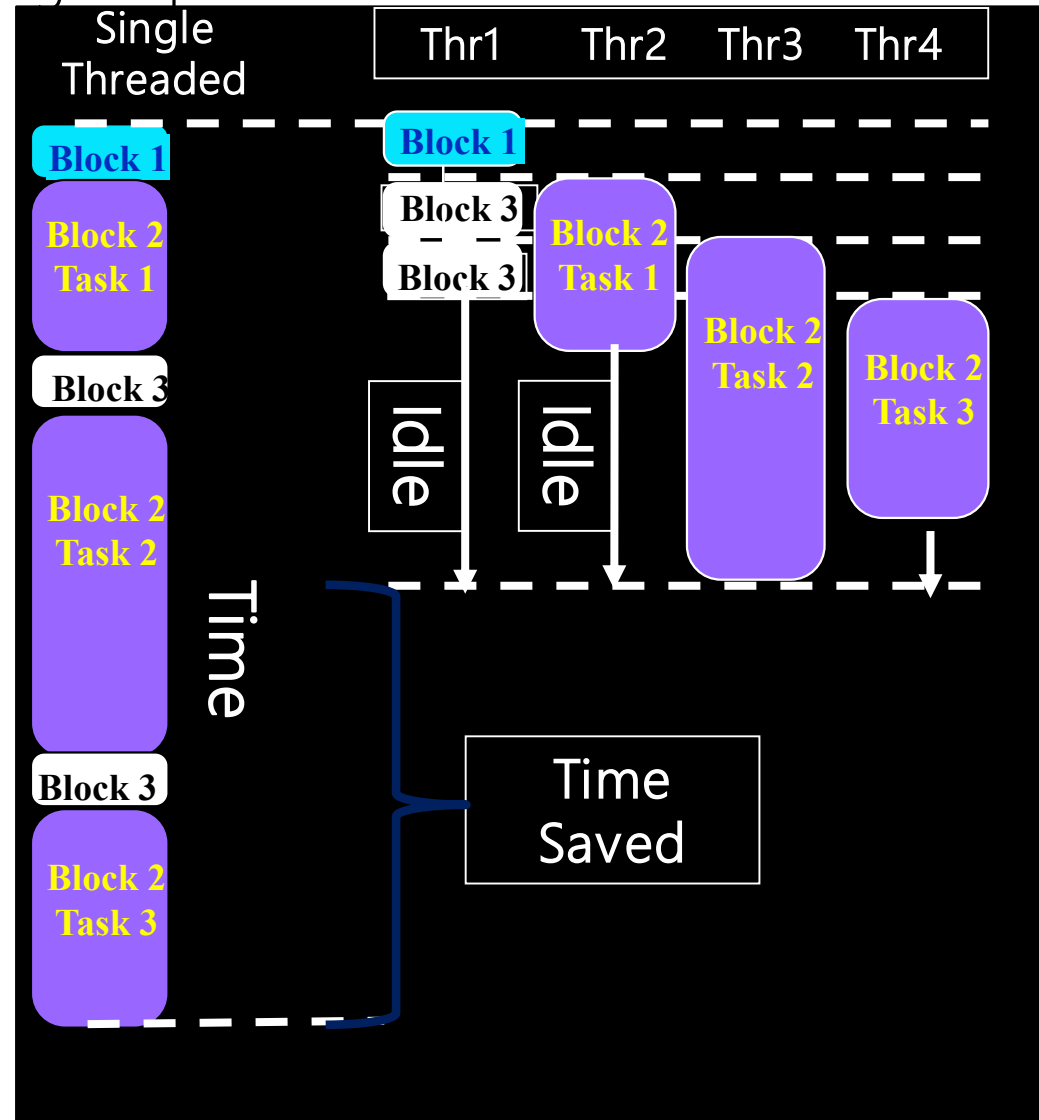 Single
Threaded
Thr1 Thr2 Thr3 Thr4
Block 1
Block 2
Task 1
Block 3
Block 2
Task 2
Block 3
Block 2
Task 3
Time
Block 1
Block 3
Block 3
Idle
Block 2
Task 1
Idle
Block 2
Task 2
Block 2
Task 3
Time
Saved